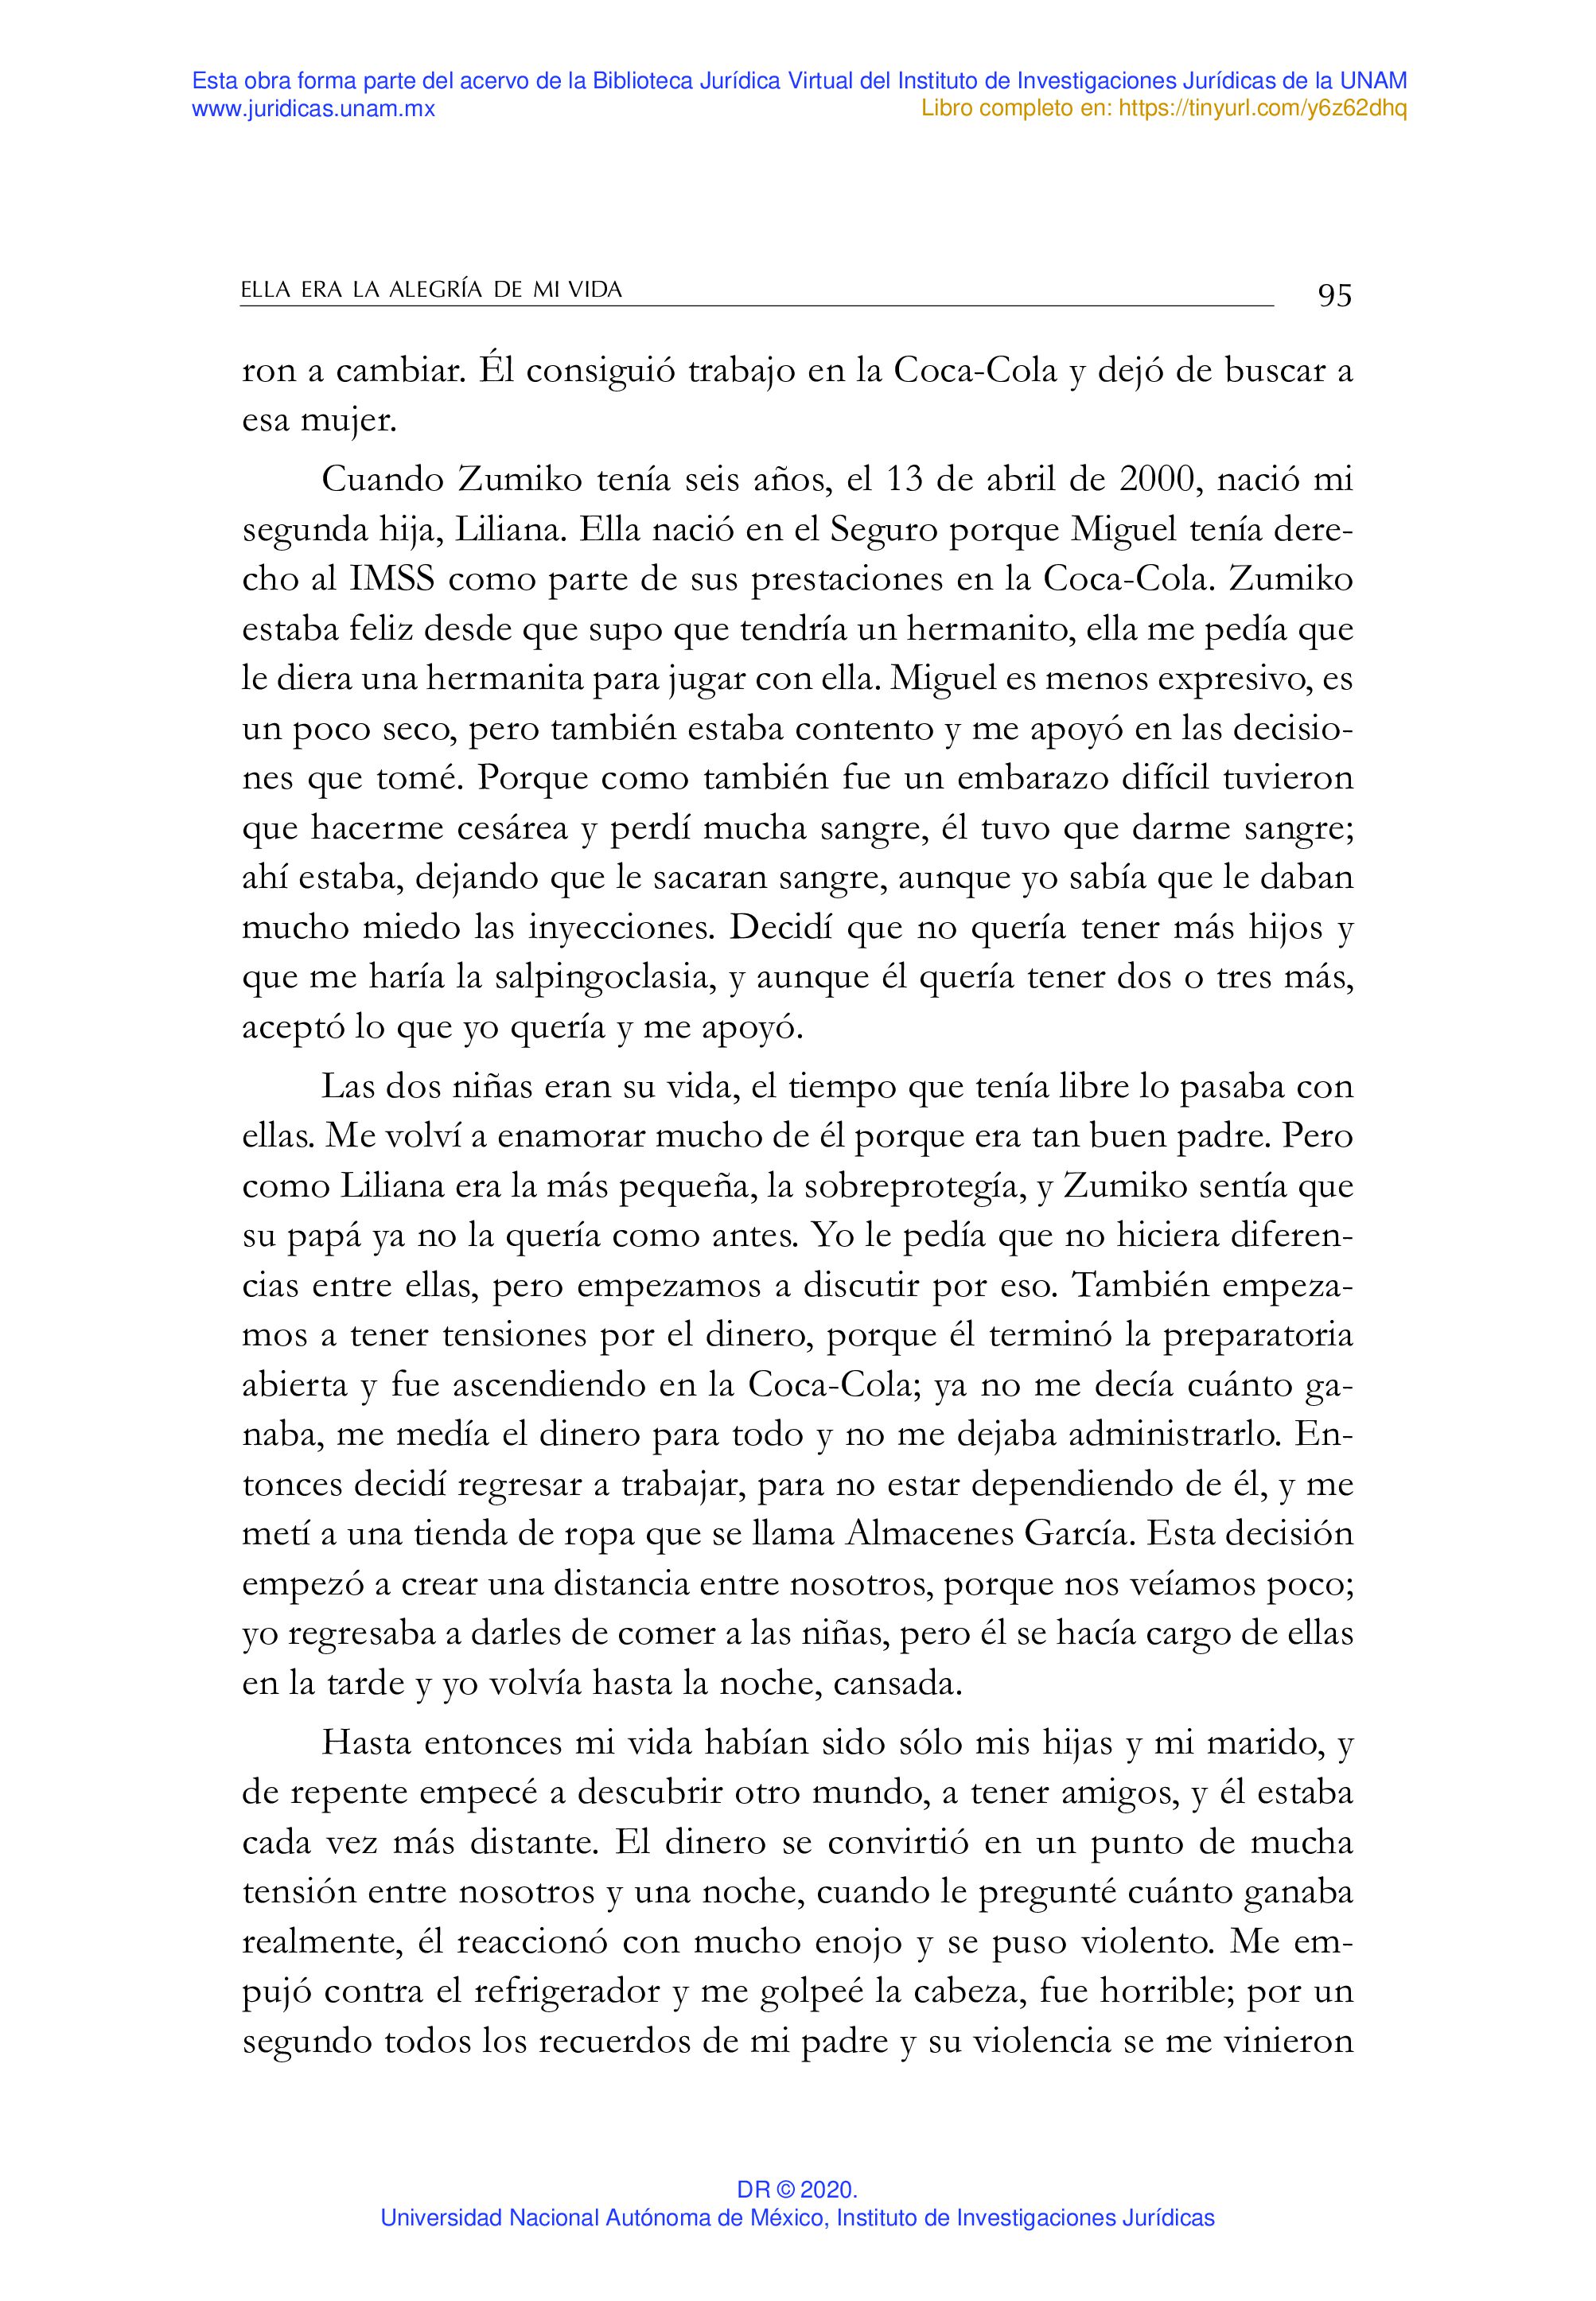 Esta obra forma parte del acervo de la Biblioteca Jurídica Virtual del Instituto de Investigaciones Jurídicas de la UNAM
www.juridicas.unam.mx
Libro completo en: https://tinyurl.com/y6z62dhq
ELLA ERA LA ALEGRÍA DE MI VIDA
95
ron a cambiar. Él consiguió trabajo en la Coca-Cola y dejó de buscar a
esa mujer.
Cuando Zumiko tenía seis años, el 13 de abril de 2000, nació mi
segunda hija, Liliana. Ella nació en el Seguro porque Miguel tenía dere-
cho al IMSS como parte de sus prestaciones en la Coca-Cola. Zumiko
estaba feliz desde que supo que tendría un hermanito, ella me pedía que
le diera una hermanita para jugar con ella. Miguel es menos expresivo, es
un poco seco, pero también estaba contento y me apoyó en las decisio-
nes que tomé. Porque como también fue un embarazo difícil tuvieron
que hacerme cesárea y perdí mucha sangre, él tuvo que darme sangre;
ahí estaba, dejando que le sacaran sangre, aunque yo sabía que le daban
mucho miedo las inyecciones. Decidí que no quería tener más hijos y
que me haría la salpingoclasia, y aunque él quería tener dos o tres más,
aceptó lo que yo quería y me apoyó.
Las dos niñas eran su vida, el tiempo que tenía libre lo pasaba con
ellas. Me volví a enamorar mucho de él porque era tan buen padre. Pero
como Liliana era la más pequeña, la sobreprotegía, y Zumiko sentía que
su papá ya no la quería como antes. Yo le pedía que no hiciera diferen-
cias entre ellas, pero empezamos a discutir por eso. También empeza-
mos a tener tensiones por el dinero, porque él terminó la preparatoria
abierta y fue ascendiendo en la Coca-Cola; ya no me decía cuánto ga-
naba, me medía el dinero para todo y no me dejaba administrarlo. En-
tonces decidí regresar a trabajar, para no estar dependiendo de él, y me
metí a una tienda de ropa que se llama Almacenes García. Esta decisión
empezó a crear una distancia entre nosotros, porque nos veíamos poco;
yo regresaba a darles de comer a las niñas, pero él se hacía cargo de ellas
en la tarde y yo volvía hasta la noche, cansada.
Hasta entonces mi vida habían sido sólo mis hijas y mi marido, y
de repente empecé a descubrir otro mundo, a tener amigos, y él estaba
cada vez más distante. El dinero se convirtió en un punto de mucha
tensión entre nosotros y una noche, cuando le pregunté cuánto ganaba
realmente, él reaccionó con mucho enojo y se puso violento. Me em-
pujó contra el refrigerador y me golpeé la cabeza, fue horrible; por un
segundo todos los recuerdos de mi padre y su violencia se me vinieron
DR © 2020.
Universidad Nacional Autónoma de México, Instituto de Investigaciones Jurídicas